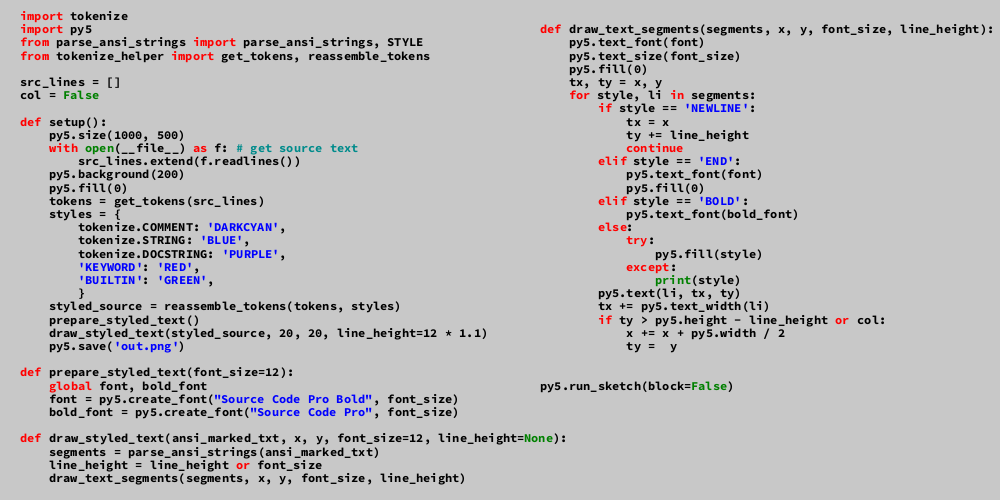 import tokenize
import py5
from parse_ansi_strings import parse_ansi_strings, STYLE
from tokenize_helper import get_tokens, reassemble_tokens

src_lines = []
col = False

def setup():
    py5.size(1000, 500)
    with open(__file__) as f: # get source text
        src_lines.extend(f.readlines())
    py5.background(200)
    py5.fill(0)
    tokens = get_tokens(src_lines)
    styles = {
        tokenize.COMMENT: 'DARKCYAN',
        tokenize.STRING: 'BLUE',
        tokenize.DOCSTRING: 'PURPLE',
        'KEYWORD': 'RED',
        'BUILTIN': 'GREEN',
        }
    styled_source = reassemble_tokens(tokens, styles)
    prepare_styled_text()
    draw_styled_text(styled_source, 20, 20, line_height=12 * 1.1)
    py5.save('out.png')

def prepare_styled_text(font_size=12):
    global font, bold_font
    font = py5.create_font("Source Code Pro Bold", font_size)
    bold_font = py5.create_font("Source Code Pro", font_size)

def draw_styled_text(ansi_marked_txt, x, y, font_size=12, line_height=None):
    segments = parse_ansi_strings(ansi_marked_txt)
    line_height = line_height or font_size
    draw_text_segments(segments, x, y, font_size, line_height)

def draw_text_segments(segments, x, y, font_size, line_height):
    py5.text_font(font)
    py5.text_size(font_size)
    py5.fill(0)
    tx, ty = x, y
    for style, li in segments:
        if style == 'NEWLINE':
            tx = x
            ty += line_height
            continue
        elif style == 'END':
            py5.text_font(font)
            py5.fill(0)
        elif style == 'BOLD':
            py5.text_font(bold_font)
        else:
            try:
                py5.fill(style)
            except:
                print(style)
        py5.text(li, tx, ty)
        tx += py5.text_width(li)
        if ty > py5.height - line_height or col:
            x += x + py5.width / 2
            ty =  y


py5.run_sketch(block=False)